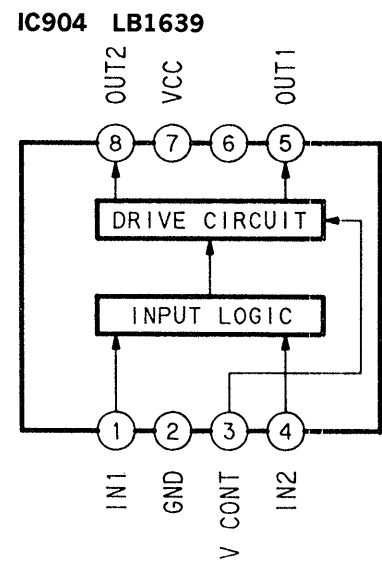 IC904 LB1639
OUT2
VCC
OUT1
8
7
6
5
DRIVE CIRCUIT
INPUT LOGIC
1
2
3
4
IN1
GND
V CONT
IN2